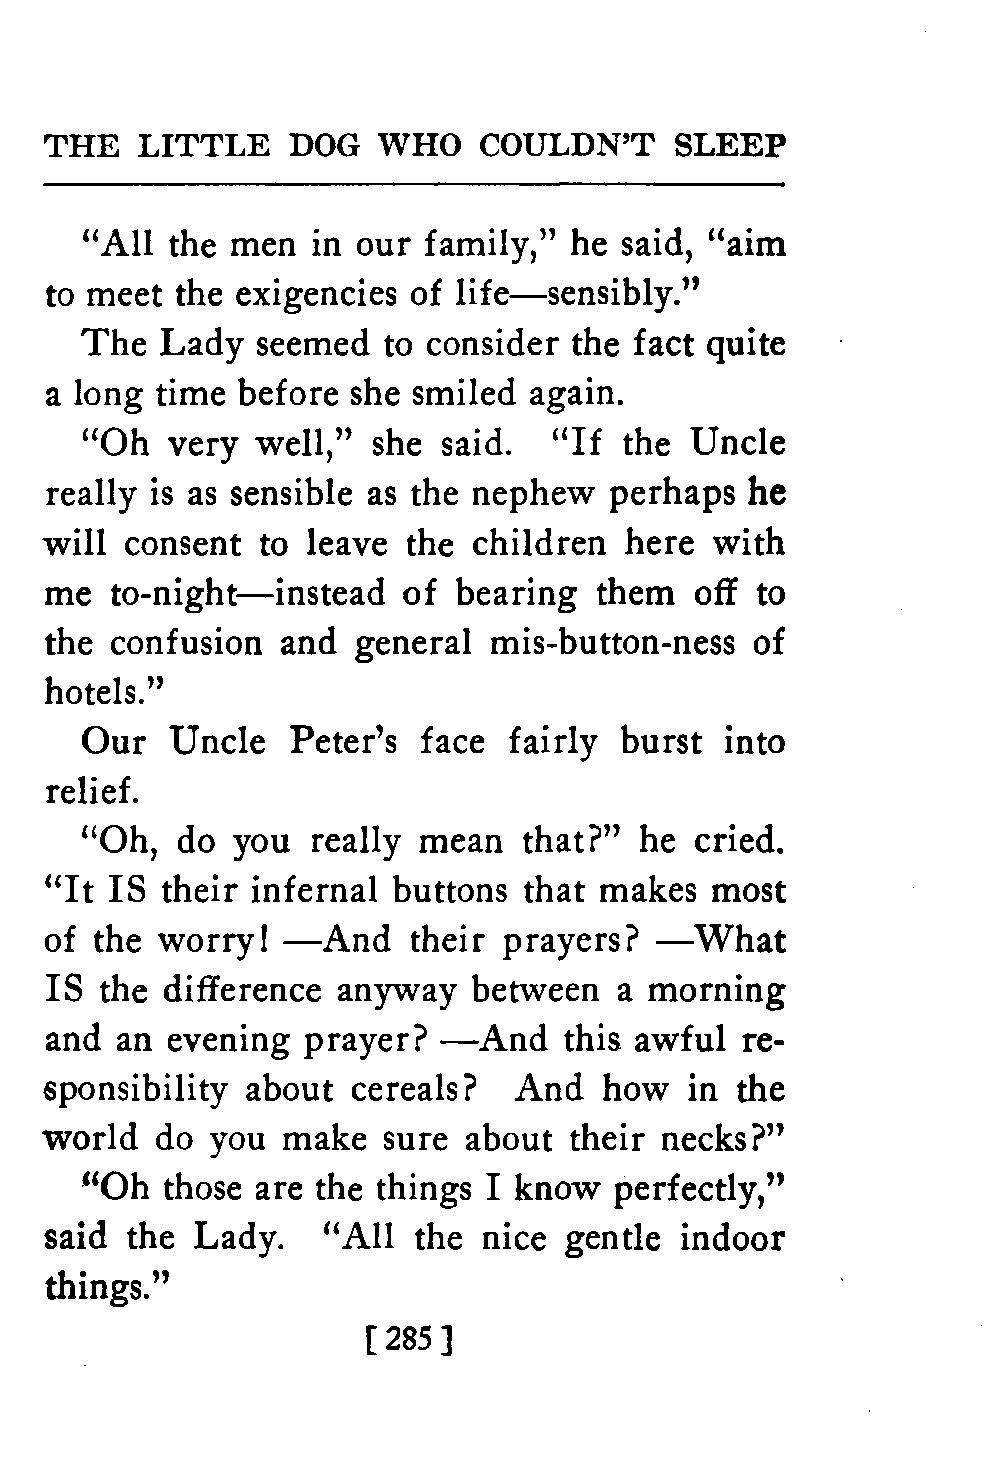 THE LITTLE DOG WHO COULDN'T SLEEP
“All the men in our family,” he said, “aim
to meet the exigencies of life—sensibly.”
The Lady seemed to consider the fact quite
a long time before she smiled again.
“Oh very well,” she said. “If the Uncle
really is as sensible as the nephew perhaps he
will consent to leave the children here with
me to-night—instead of bearing them off to
the confusion and general mis-button-ness of
hotels.”
Our Uncle Peter's face fairly burst into
relief.
“Oh, do you really mean that?” he cried.
“It IS their infernal buttons that makes most
of the worry! —And their prayers? —What
IS the difference anyway between a morning
and an evening prayer? —And this awful re-
sponsibility about cereals? And how in the
world do you make sure about their necks?”
“Oh those are the things I know perfectly,”
said the Lady. “All the nice gentle indoor
things.”
[ 285 ]